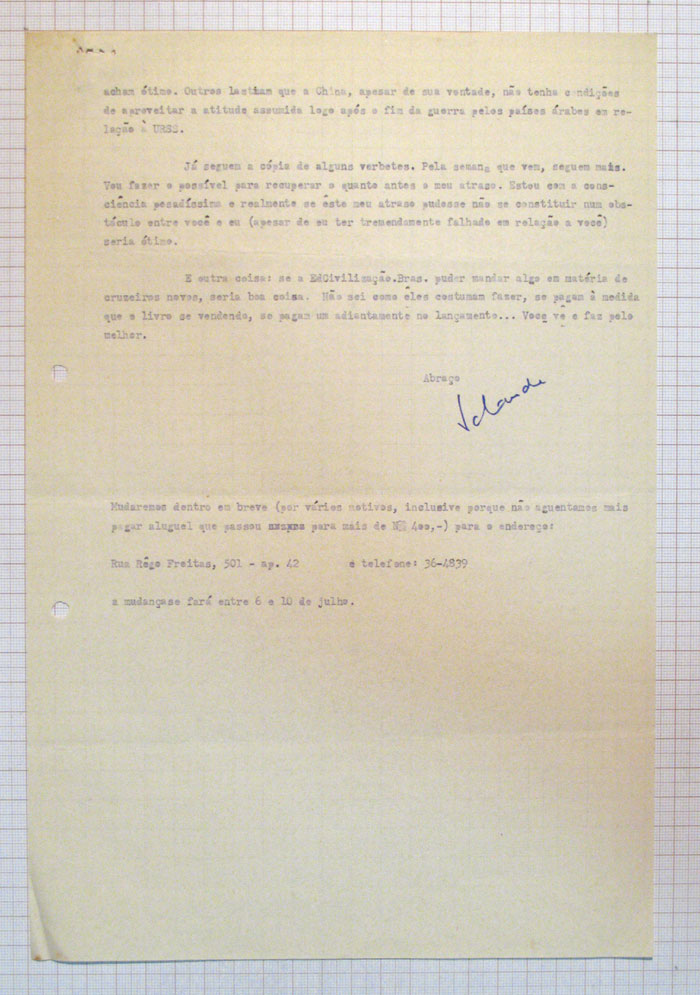 acham ótimo. Outros lastimam que a China, apesar de sua vontade, não tenha condições
de aproveitar a atitude assumida logo após o fim da guerra pelos países árabes em re-
lação à URSS.
Já seguem a cópia de alguns verbetes. Pela semana que vem, seguem mais.
Vou fazer o possível para recuperar o quanto antes o meu atraso. Estou com a cons-
ciência pesadíssima e realmente se êste meu atraso pudesse não se constituir num obs-
táculo entre você e eu (apesar de eu ter tremendamente falhado em relação a você)
seria ótimo.
E outra coisa: se a EdCivilização.Bras. puder mandar algo em matéria de
cruzeiros novos, seria boa coisa. Não sei como êles costumam fazer, se pagam à medida
que o livro se vendendo, se pagam um adiantamento no lançamento... Voce vê e faz pelo
melhor.
Abraço
Mudaremos dentro em breve (por vários motivos, inclusive porque não aguentamos mais
pagar aluguel que passou para mais de 400,-) para o endereço:
Rua Rêgo Freitas, 501 - ap. 42 e telefone: 36-4839
a mudançase fará entre 6 e 10 de julho.